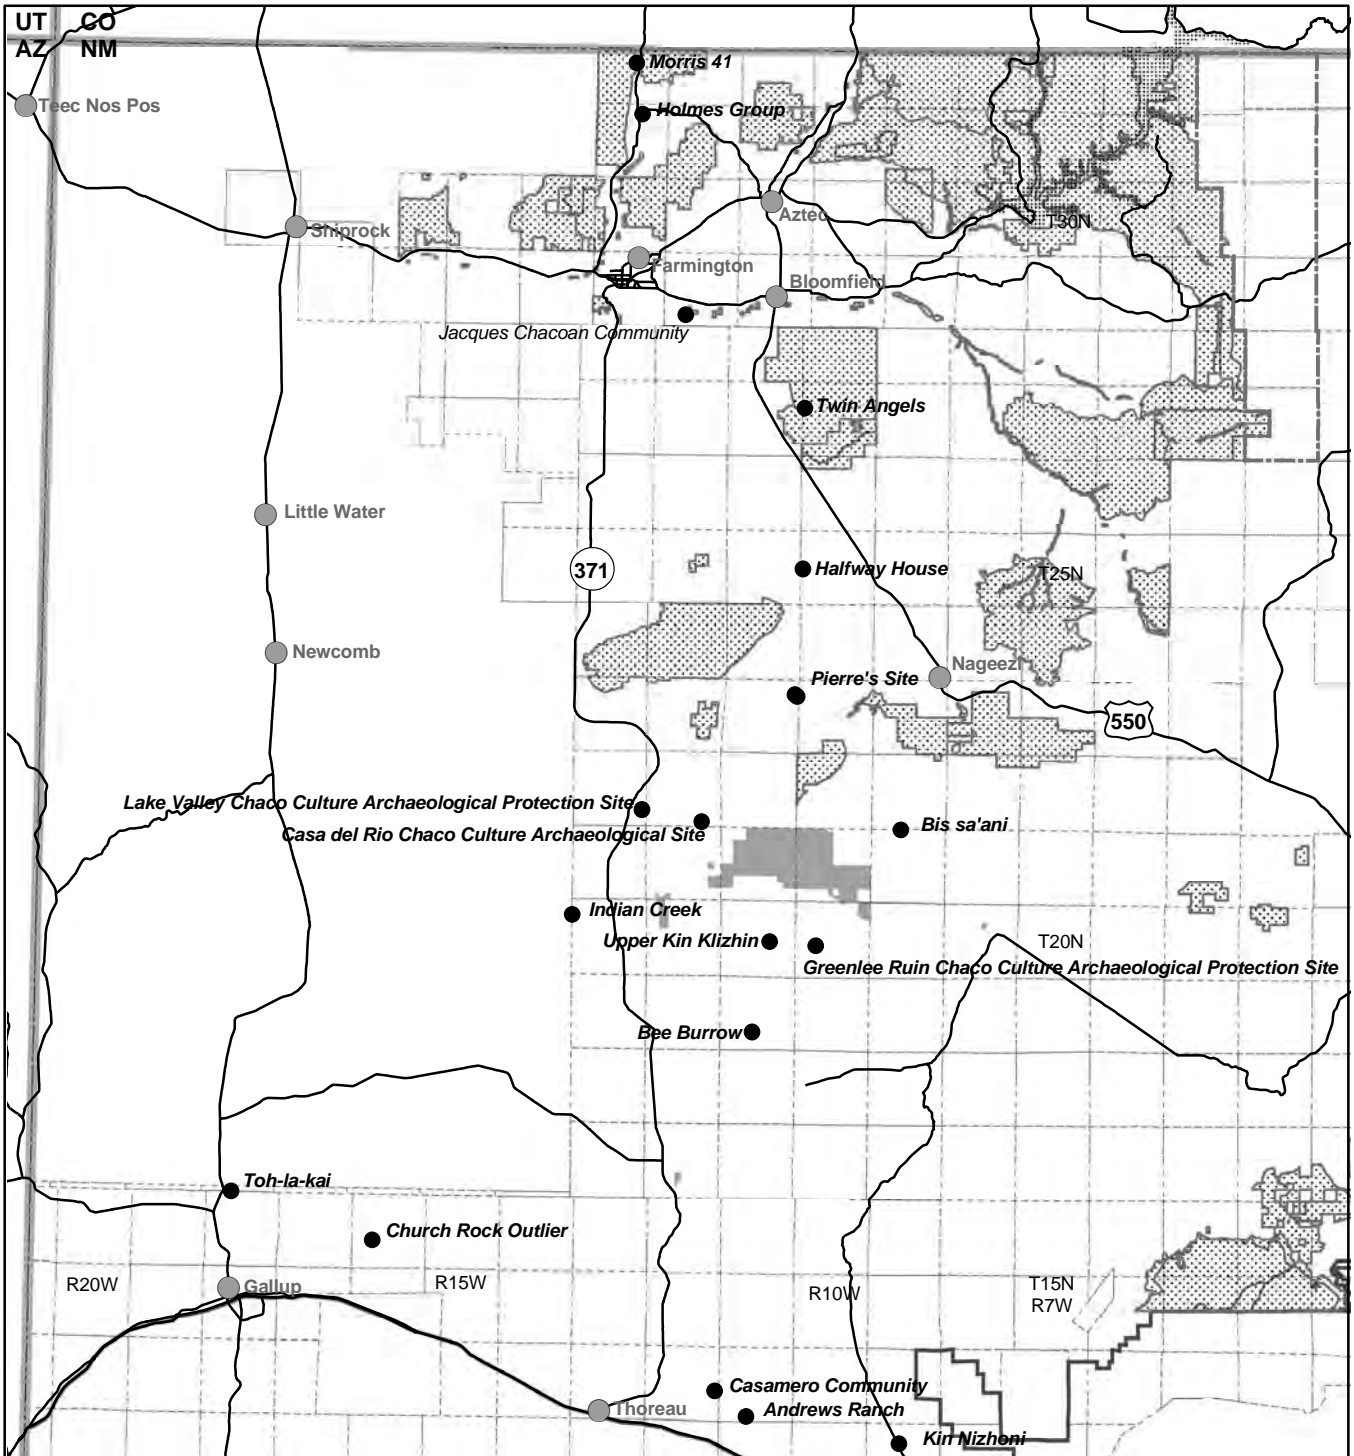 UT CO
AZ NM
Morris 41
Teec Nos Pos
Holmes Group
Aztec
T30N
Shiprock
Farmington
Bloomfield
Jacques Chacoan Community
Twin Angels
Little Water
371
Halfway House
T25N
Newcomb
Nageezi
Pierre's Site
550
Lake Valley Chaco Culture Archaeological Protection Site
Casa del Rio Chaco Culture Archaeological Site
Bis sa'ani
Indian Creek
Upper Kin Klizhin
T20N
Greenlee Ruin Chaco Culture Archaeological Protection Site
Bee Burrow
Toh-la-kai
Church Rock Outlier
R20W
Gallup
R15W
R10W
T15N
R7W
Casamero Community
Andrews Ranch
Thoreau
Kin Nizhoni